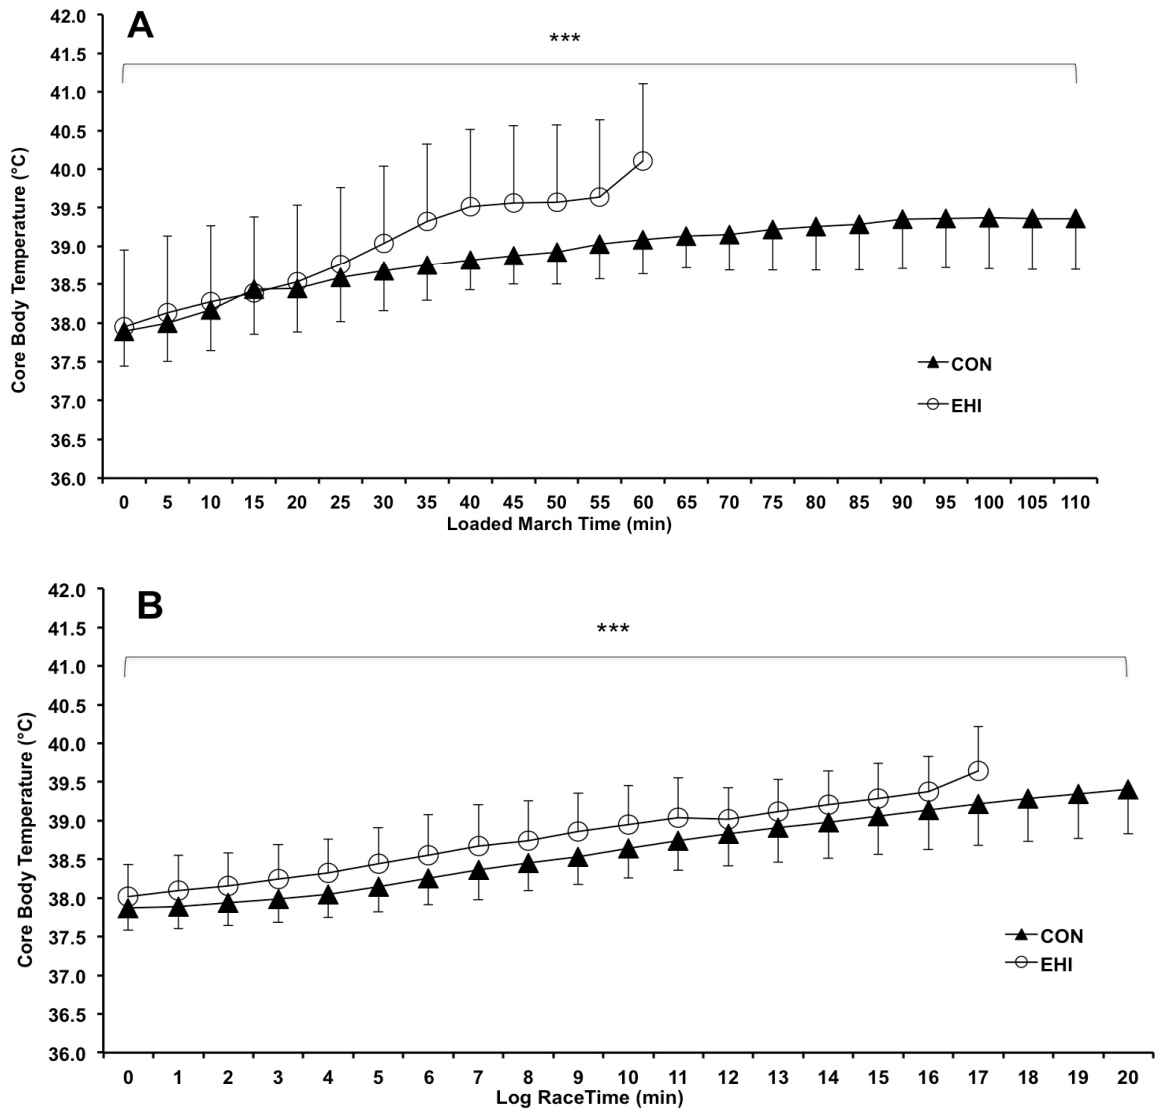 A
***
42.0
41.5
41.0
40.5
40.0
39.5
39.0
38.5
38.0
37.5
37.0
36.5
36.0
Core Body Temperature (°C)
CON
EHI
0 5 10 15 20 25 30 35 40 45 50 55 60 65 70 75 80 85 90 95 100 105 110
Loaded March Time (min)
B
***
42.0
41.5
41.0
40.5
40.0
39.5
39.0
38.5
38.0
37.5
37.0
36.5
36.0
Core Body Temperature (°C)
CON
EHI
0 1 2 3 4 5 6 7 8 9 10 11 12 13 14 15 16 17 18 19 20
Log RaceTime (min)